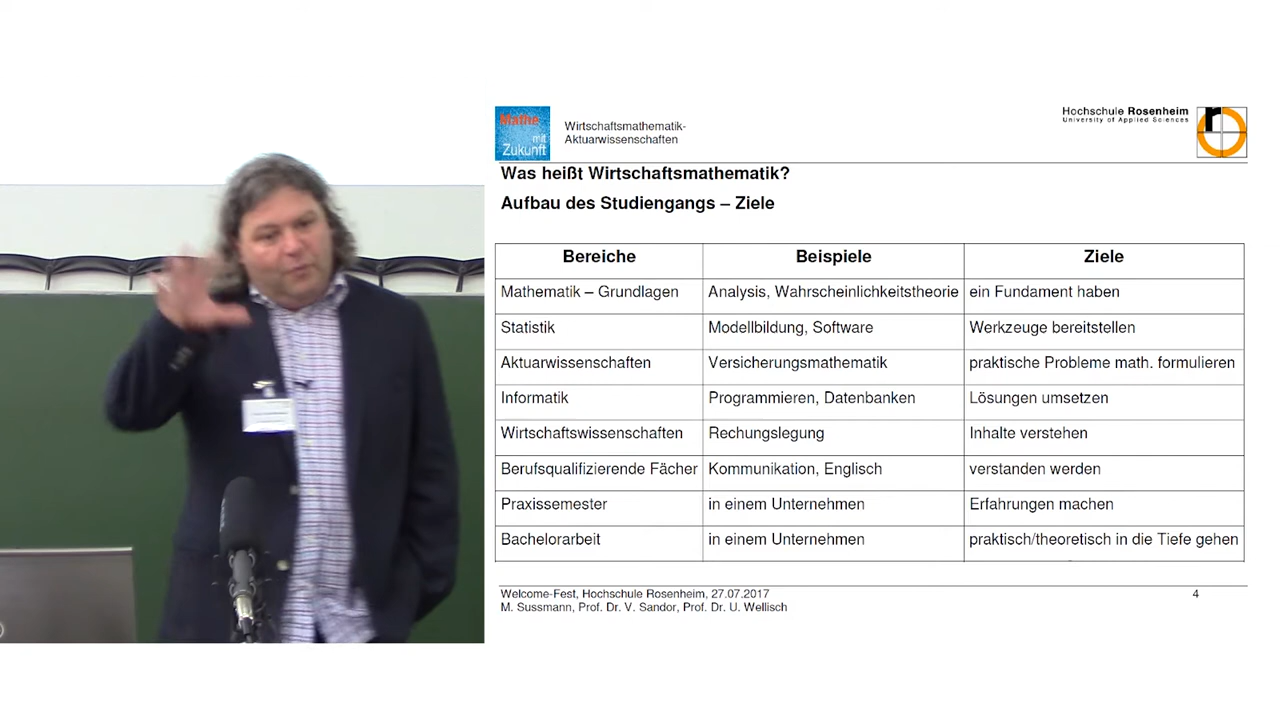 Mathe
mit
Zukunft
Wirtschaftsmathematik-
Aktuarwissenschaften
Hochschule Rosenheim
University of Applied Sciences
r
Was heißt Wirtschaftsmathematik?
Aufbau des Studiengangs – Ziele
Bereiche Beispiele Ziele
Mathematik – Grundlagen Analysis, Wahrscheinlichkeitstheorie ein Fundament haben
Statistik Modellbildung, Software Werkzeuge bereitstellen
Aktuarwissenschaften Versicherungsmathematik praktische Probleme math. formulieren
Informatik Programmieren, Datenbanken Lösungen umsetzen
Wirtschaftswissenschaften Rechungslegung Inhalte verstehen
Berufsqualifizierende Fächer Kommunikation, Englisch verstanden werden
Praxissemester in einem Unternehmen Erfahrungen machen
Bachelorarbeit in einem Unternehmen praktisch/theoretisch in die Tiefe gehen
Welcome-Fest, Hochschule Rosenheim, 27.07.2017 4
M. Sussmann, Prof. Dr. V. Sandor, Prof. Dr. U. Wellisch